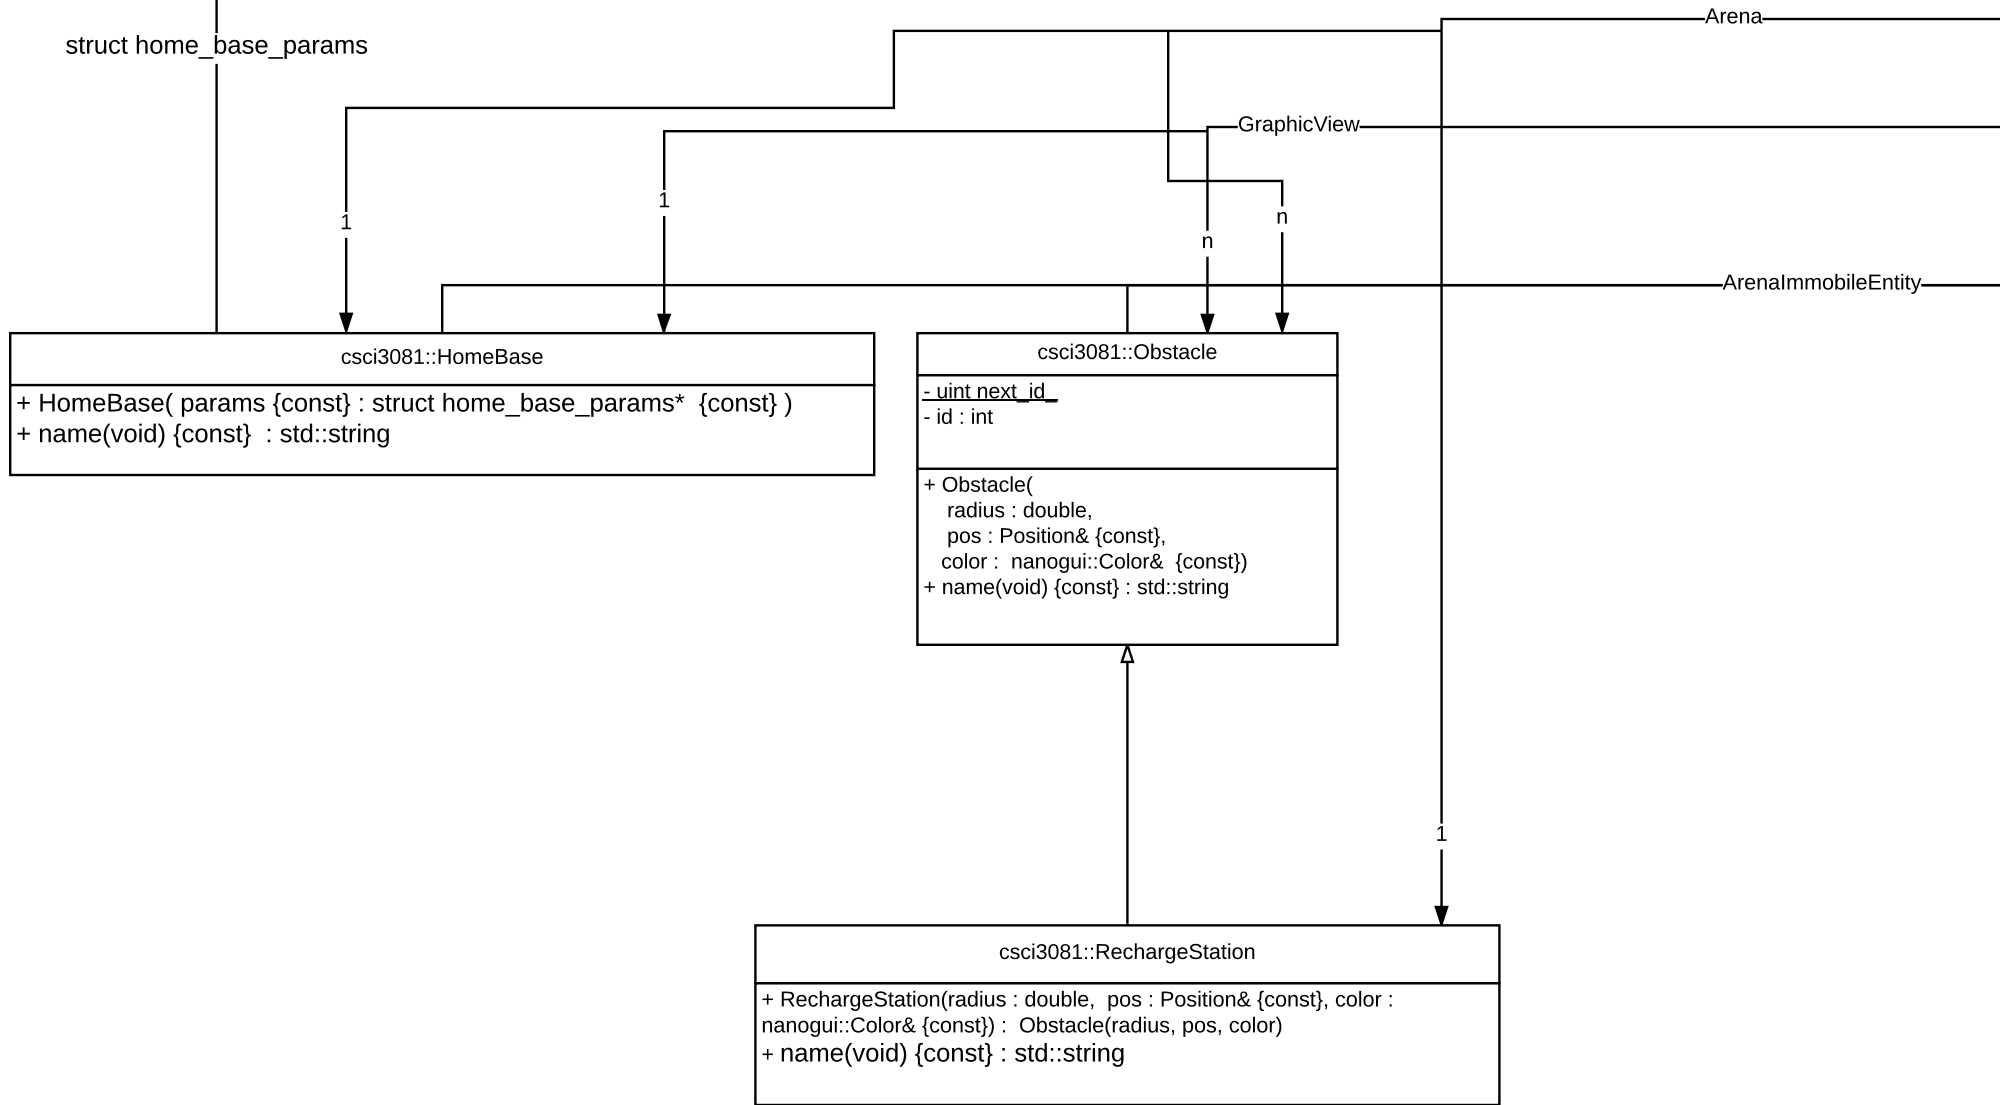 Arena
struct home_base_params
GraphicView
1
1
n
n
ArenaImmobileEntity
csci3081::HomeBase
+ HomeBase( params {const} : struct home_base_params*  {const} )
+ name(void) {const}  : std::string
csci3081::Obstacle
- uint next_id_
- id : int
+ Obstacle(
radius : double,
pos : Position& {const},
color :  nanogui::Color&  {const})
+ name(void) {const} : std::string
1
csci3081::RechargeStation
+ RechargeStation(radius : double,  pos : Position& {const}, color :
nanogui::Color& {const}) :  Obstacle(radius, pos, color)
+ name(void) {const} : std::string